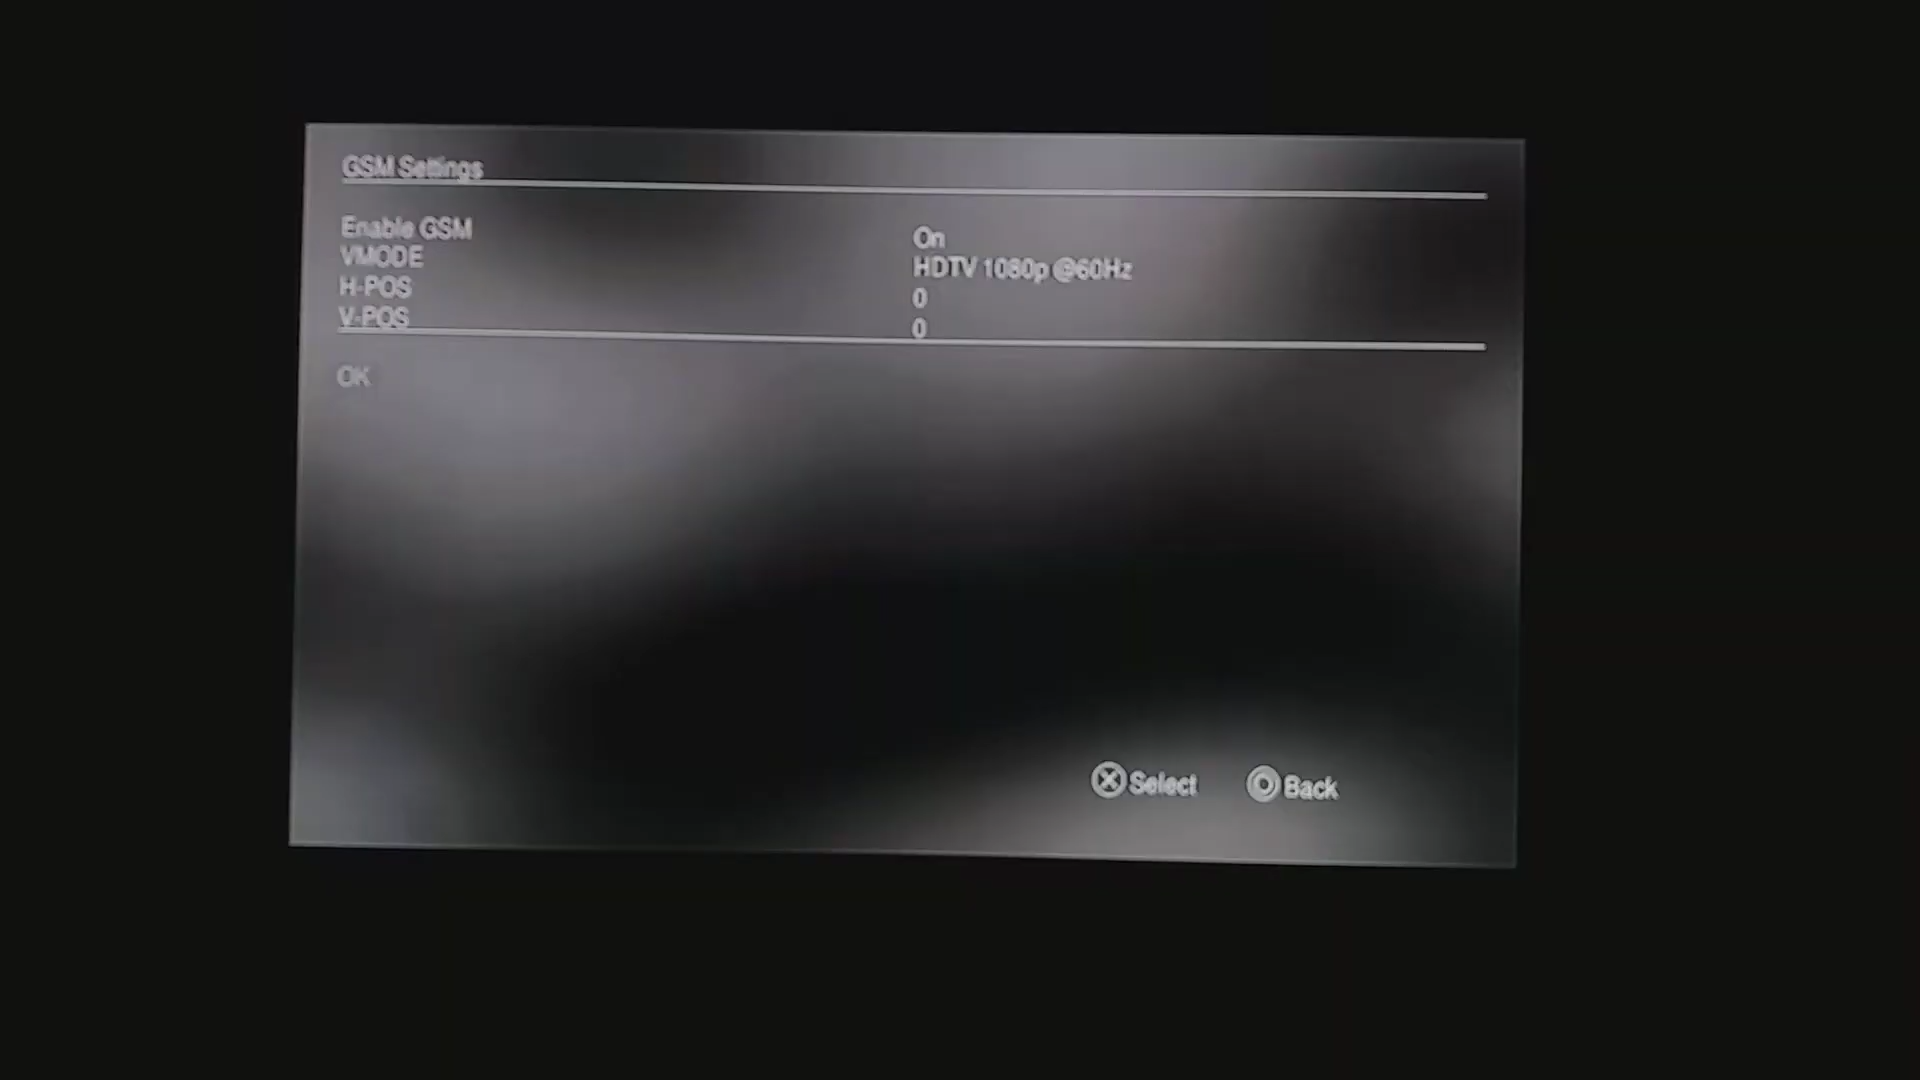 GSM Settings
Enable GSM On
VMODE HDTV 1080p @60Hz
H-POS 0
V-POS 0
OK
Select Back